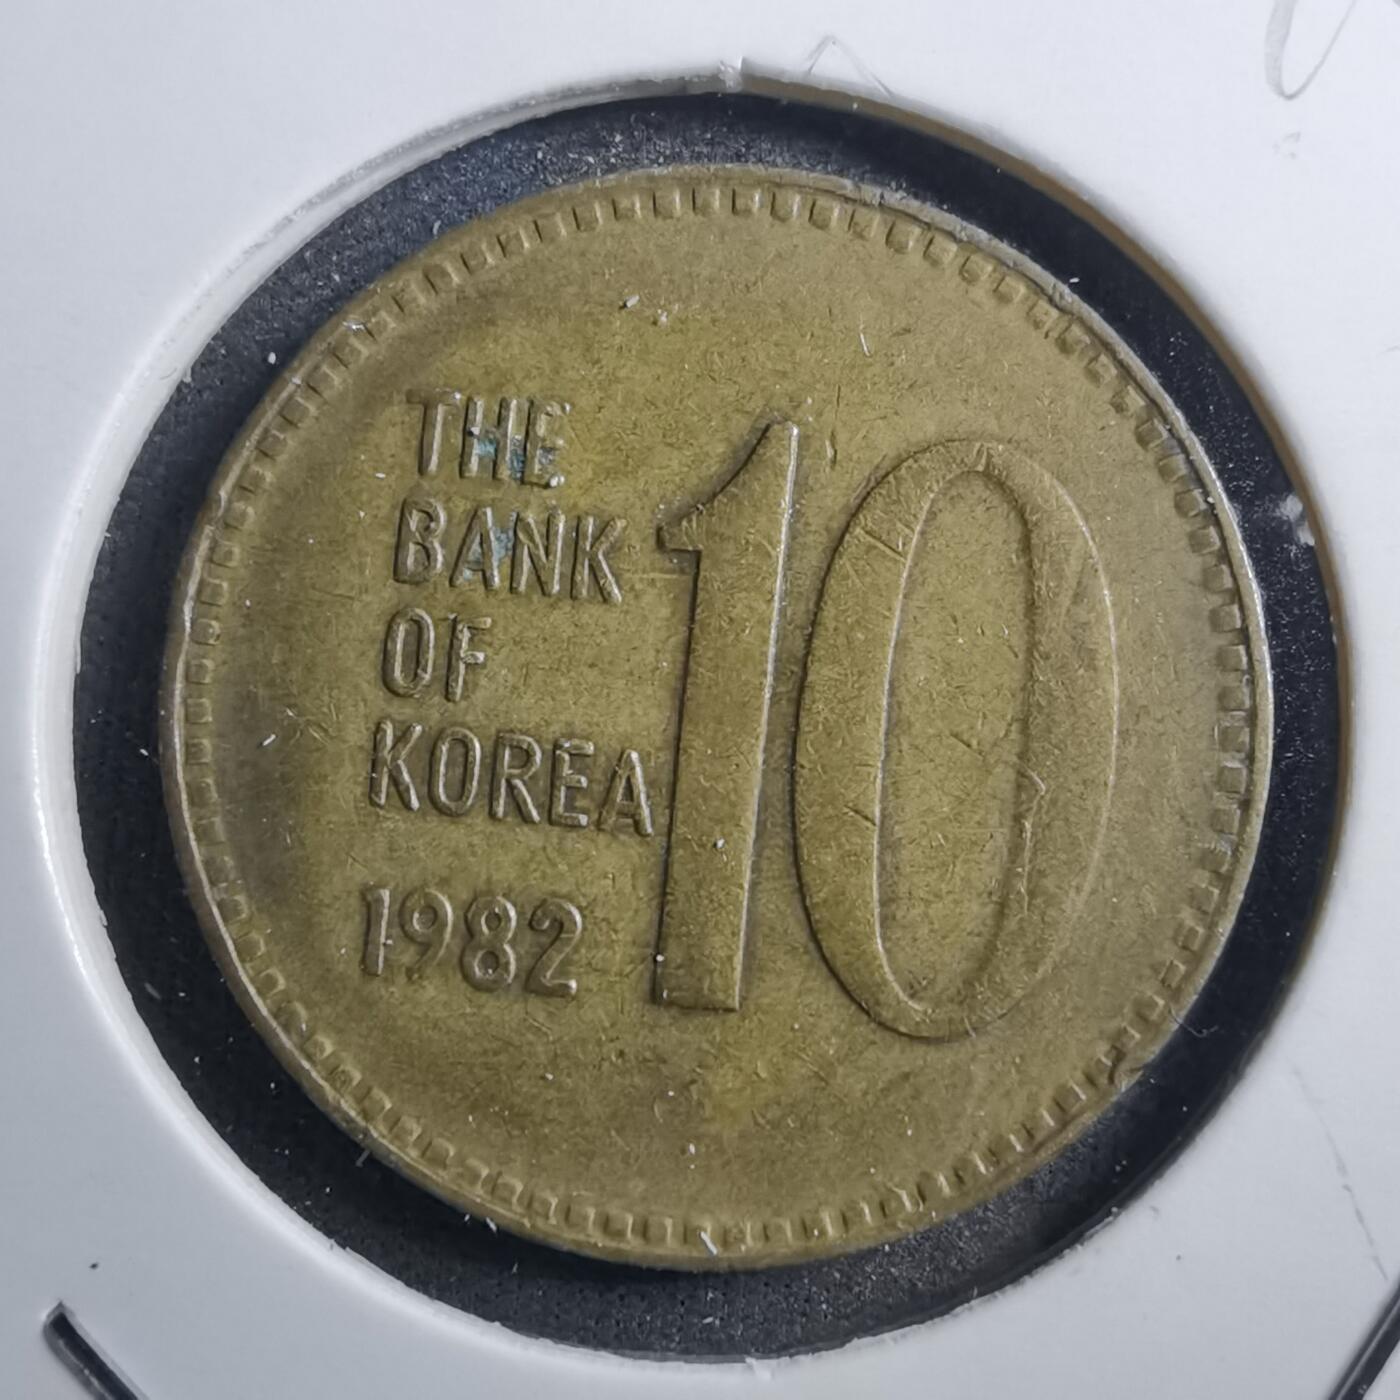 THE
BANK
OF
KOREA
1982
10